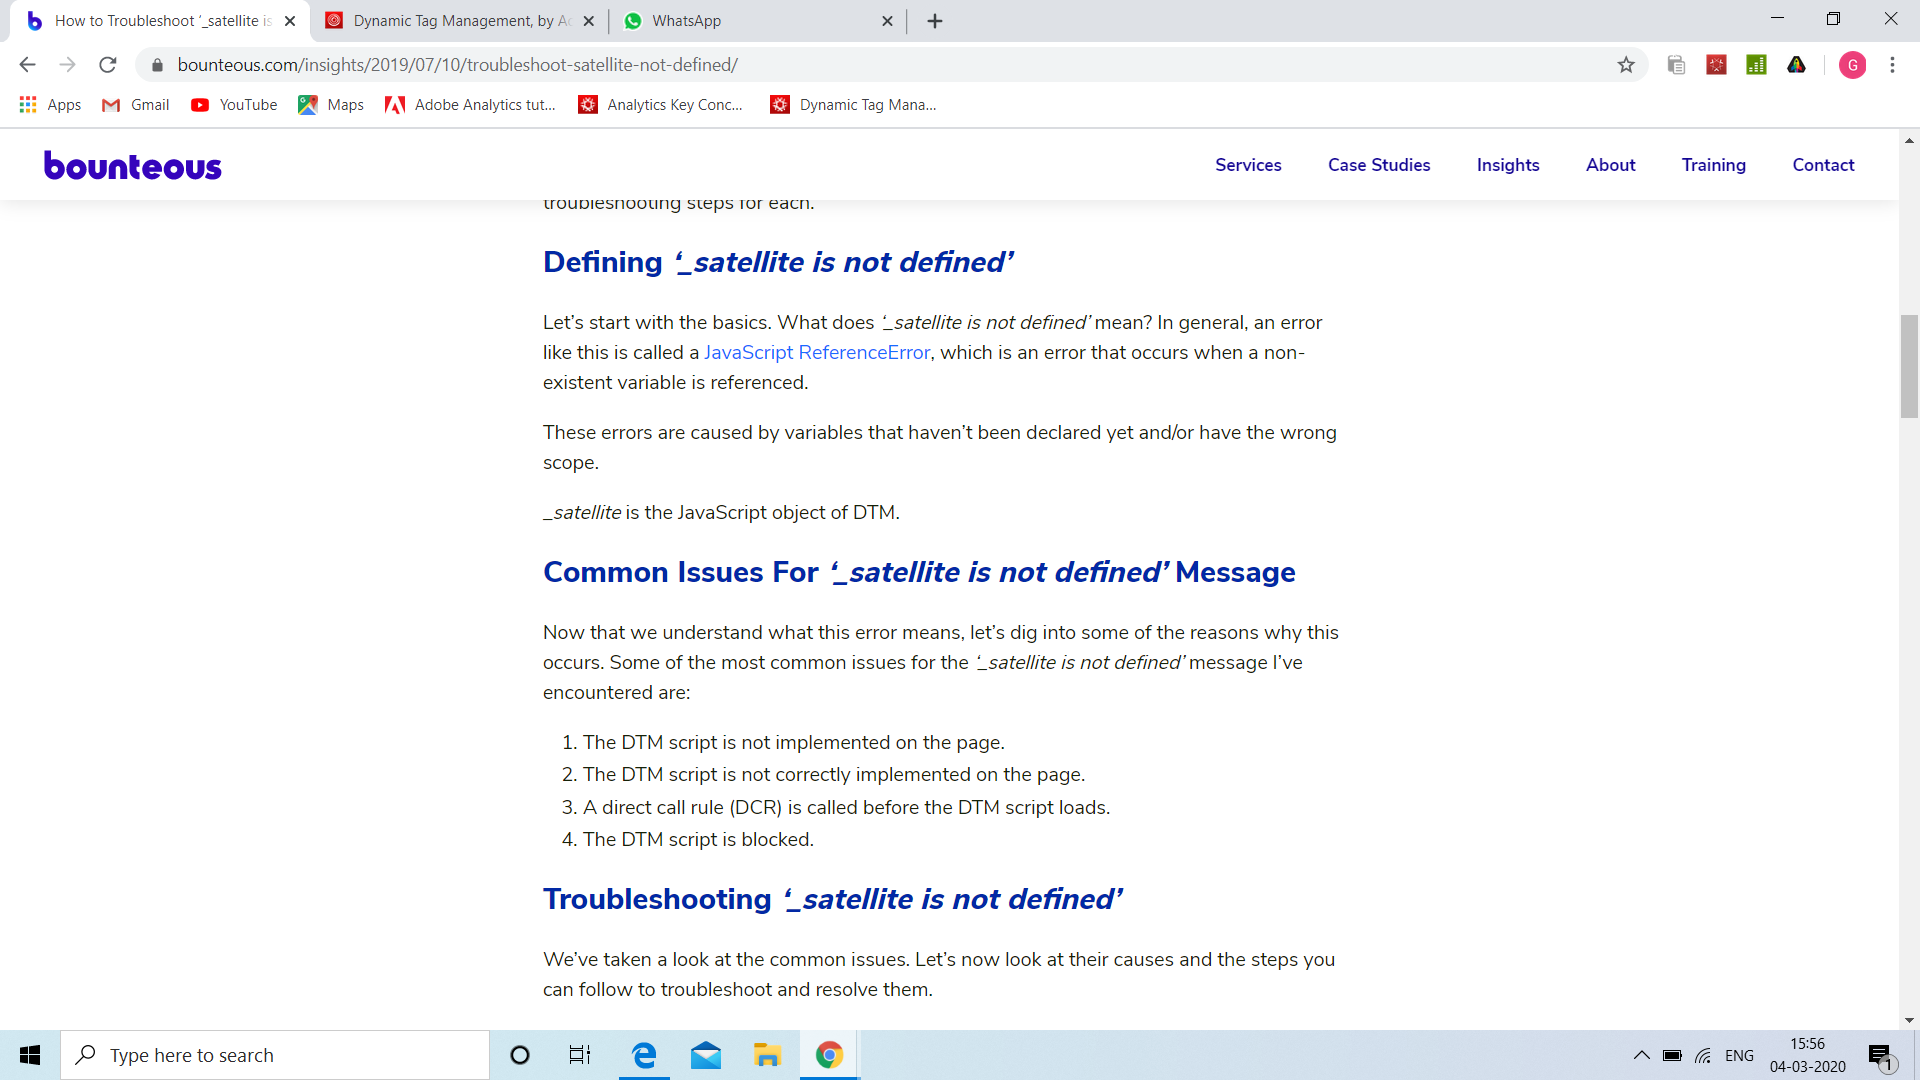 How to Troubleshoot ‘_satellite is
Dynamic Tag Management, by Ad
WhatsApp
bounteous.com/insights/2019/07/10/troubleshoot-satellite-not-defined/
G
Apps
Gmail
YouTube
Maps
Adobe Analytics tut...
Analytics Key Conc...
Dynamic Tag Mana...
bounteous
Services
Case Studies
Insights
About
Training
Contact
troubleshooting steps for each.
Defining ‘_satellite is not defined’
Let’s start with the basics. What does ‘_satellite is not defined’ mean? In general, an error
like this is called a JavaScript ReferenceError, which is an error that occurs when a non-
existent variable is referenced.
These errors are caused by variables that haven’t been declared yet and/or have the wrong
scope.
_satellite is the JavaScript object of DTM.
Common Issues For ‘_satellite is not defined’ Message
Now that we understand what this error means, let’s dig into some of the reasons why this
occurs. Some of the most common issues for the ‘_satellite is not defined’ message I’ve
encountered are:
1. The DTM script is not implemented on the page.
2. The DTM script is not correctly implemented on the page.
3. A direct call rule (DCR) is called before the DTM script loads.
4. The DTM script is blocked.
Troubleshooting ‘_satellite is not defined’
We’ve taken a look at the common issues. Let’s now look at their causes and the steps you
can follow to troubleshoot and resolve them.
Type here to search
ENG
15:56
04-03-2020
1